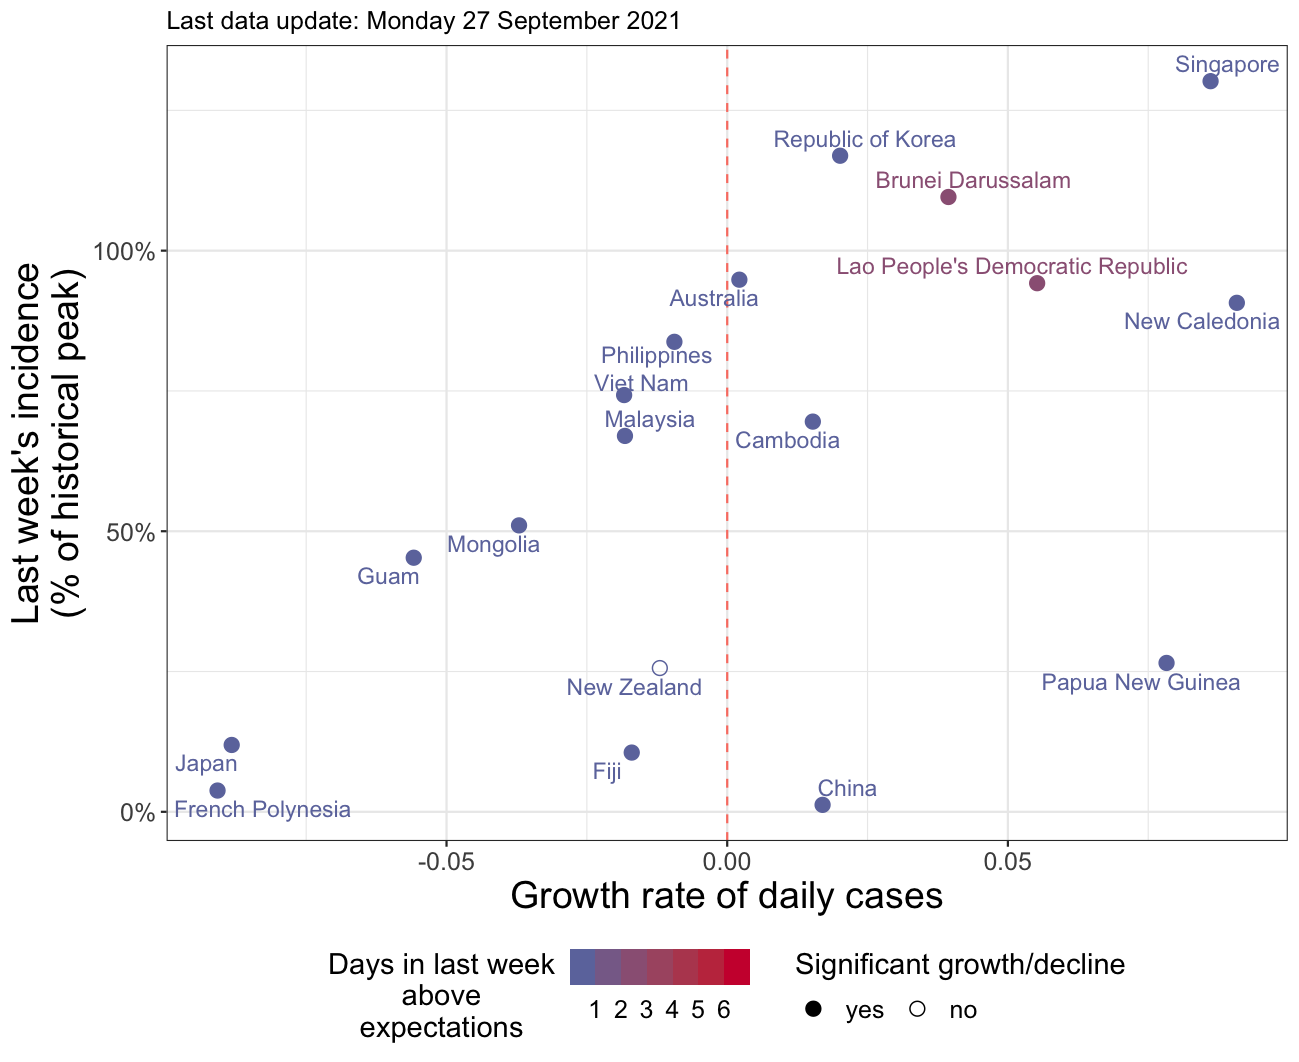 Last data update: Monday 27 September 2021
Singapore
Republic of Korea
Brunei Darussalam
100%
Lao People's Democratic Republic
Australia
New Caledonia
Philippines
Viet Nam
Malaysia
Cambodia
Last week's incidence
(% of historical peak)
50%
Mongolia
Guam
New Zealand
Papua New Guinea
Japan
Fiji
China
French Polynesia
0%
-0.05 0.00 0.05
Growth rate of daily cases
Days in last week
above
expectations
1 2 3 4 5 6
Significant growth/decline
yes no